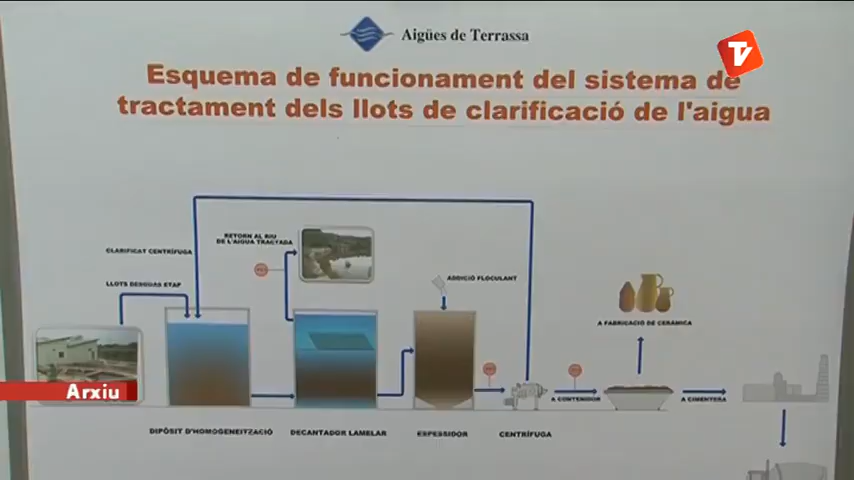 Aigües de Terrassa
Esquema de funcionament del sistema de
tractament dels llots de clarificació de l'aigua
RETORN AL RIU
DE L'AIGUA TRACTADA
CLARIFICAT CENTRÍFUGA
LLOTS DESGUÀS ETAP
ADDICIÓ FLOCULANT
A FABRICACIÓ DE CERÀMICA
A CONTENIDOR
A CIMENTERA
DIPÒSIT D'HOMOGENEÏTZACIÓ
DECANTADOR LAMELAR
ESPESSIDOR
CENTRÍFUGA
Arxiu